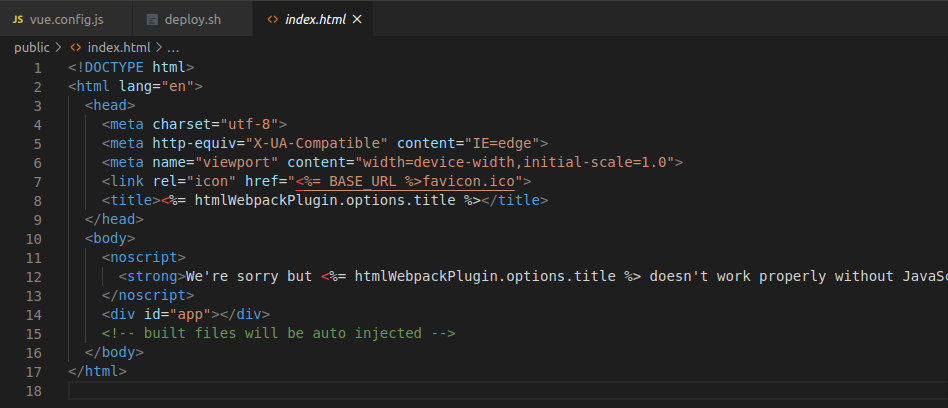 JS vue.config.js deploy.sh <> index.html ×
public > <> index.html > ...
1 <!DOCTYPE html>
2 <html lang="en">
3 <head>
4 <meta charset="utf-8">
5 <meta http-equiv="X-UA-Compatible" content="IE=edge">
6 <meta name="viewport" content="width=device-width,initial-scale=1.0">
7 <link rel="icon" href="<%= BASE_URL %>favicon.ico">
8 <title><%= htmlWebpackPlugin.options.title %></title>
9 </head>
10 <body>
11 <noscript>
12 <strong>We're sorry but <%= htmlWebpackPlugin.options.title %> doesn't work properly without JavaSc
13 </noscript>
14 <div id="app"></div>
15 <!-- built files will be auto injected -->
16 </body>
17 </html>
18